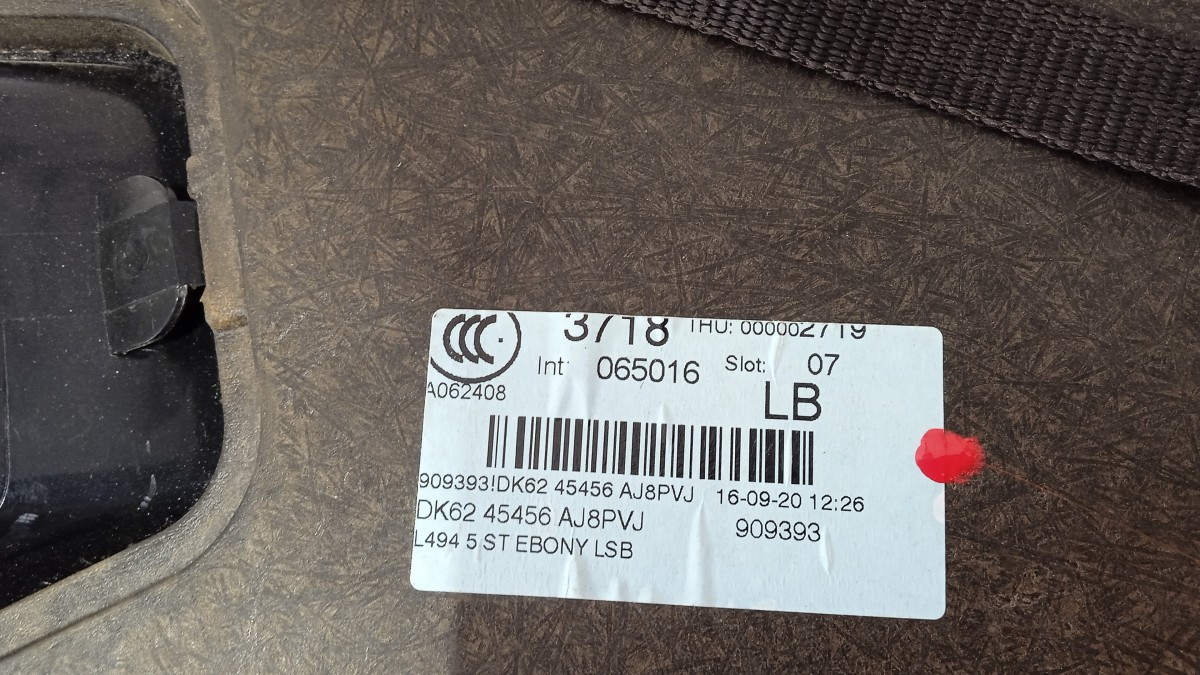 CCC 3718 THU: 000002719
Int: 065016 Slot: 07
A062408 LB
909393!DK62 45456 AJ8PVJ 16-09-20 12:26
DK62 45456 AJ8PVJ 909393
L494 5 ST EBONY LSB